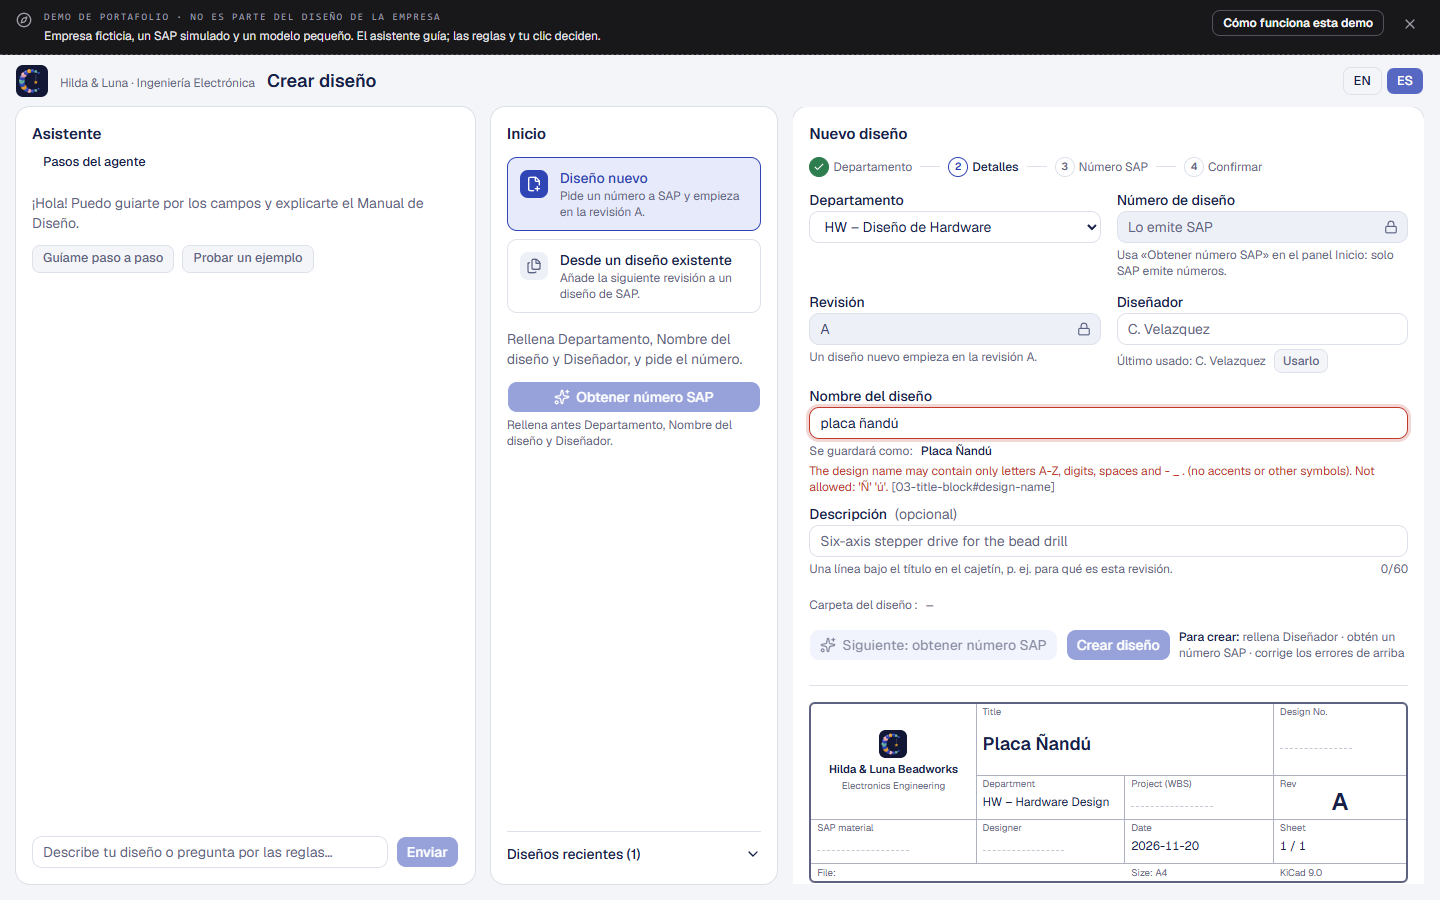 DEMO DE PORTAFOLIO · NO ES PARTE DEL DISEÑO DE LA EMPRESA
Empresa ficticia, un SAP simulado y un modelo pequeño. El asistente guía; las reglas y tu clic deciden.
Cómo funciona esta demo
Hilda & Luna · Ingeniería Electrónica
Crear diseño
EN
ES
Asistente
Pasos del agente
¡Hola! Puedo guiarte por los campos y explicarte el Manual de
Diseño.
Guíame paso a paso
Probar un ejemplo
Describe tu diseño o pregunta por las reglas...
Enviar
Inicio
Diseño nuevo
Pide un número a SAP y empieza
en la revisión A.
Desde un diseño existente
Añade la siguiente revisión a un
diseño de SAP.
Rellena Departamento, Nombre del
diseño y Diseñador, y pide el número.
Obtener número SAP
Rellena antes Departamento, Nombre del
diseño y Diseñador.
Diseños recientes (1)
Nuevo diseño
Departamento
2 Detalles
3 Número SAP
4 Confirmar
Departamento
HW – Diseño de Hardware
Número de diseño
Lo emite SAP
Usa «Obtener número SAP» en el panel Inicio: solo
SAP emite números.
Revisión
A
Un diseño nuevo empieza en la revisión A.
Diseñador
C. Velazquez
Último usado: C. Velazquez
Usarlo
Nombre del diseño
placa ñandú
Se guardará como: Placa Ñandú
The design name may contain only letters A-Z, digits, spaces and - _ . (no accents or other symbols). Not
allowed: 'Ñ' 'ú'. [03-title-block#design-name]
Descripción (opcional)
Six-axis stepper drive for the bead drill
Una línea bajo el título en el cajetín, p. ej. para qué es esta revisión.
0/60
Carpeta del diseño : –
Siguiente: obtener número SAP
Crear diseño
Para crear: rellena Diseñador · obtén un
número SAP · corrige los errores de arriba
Hilda & Luna Beadworks
Electronics Engineering
Title
Placa Ñandú
Design No.
Department
HW – Hardware Design
Project (WBS)
Rev
A
SAP material
Designer
Date
2026-11-20
Sheet
1 / 1
File:
Size: A4
KiCad 9.0